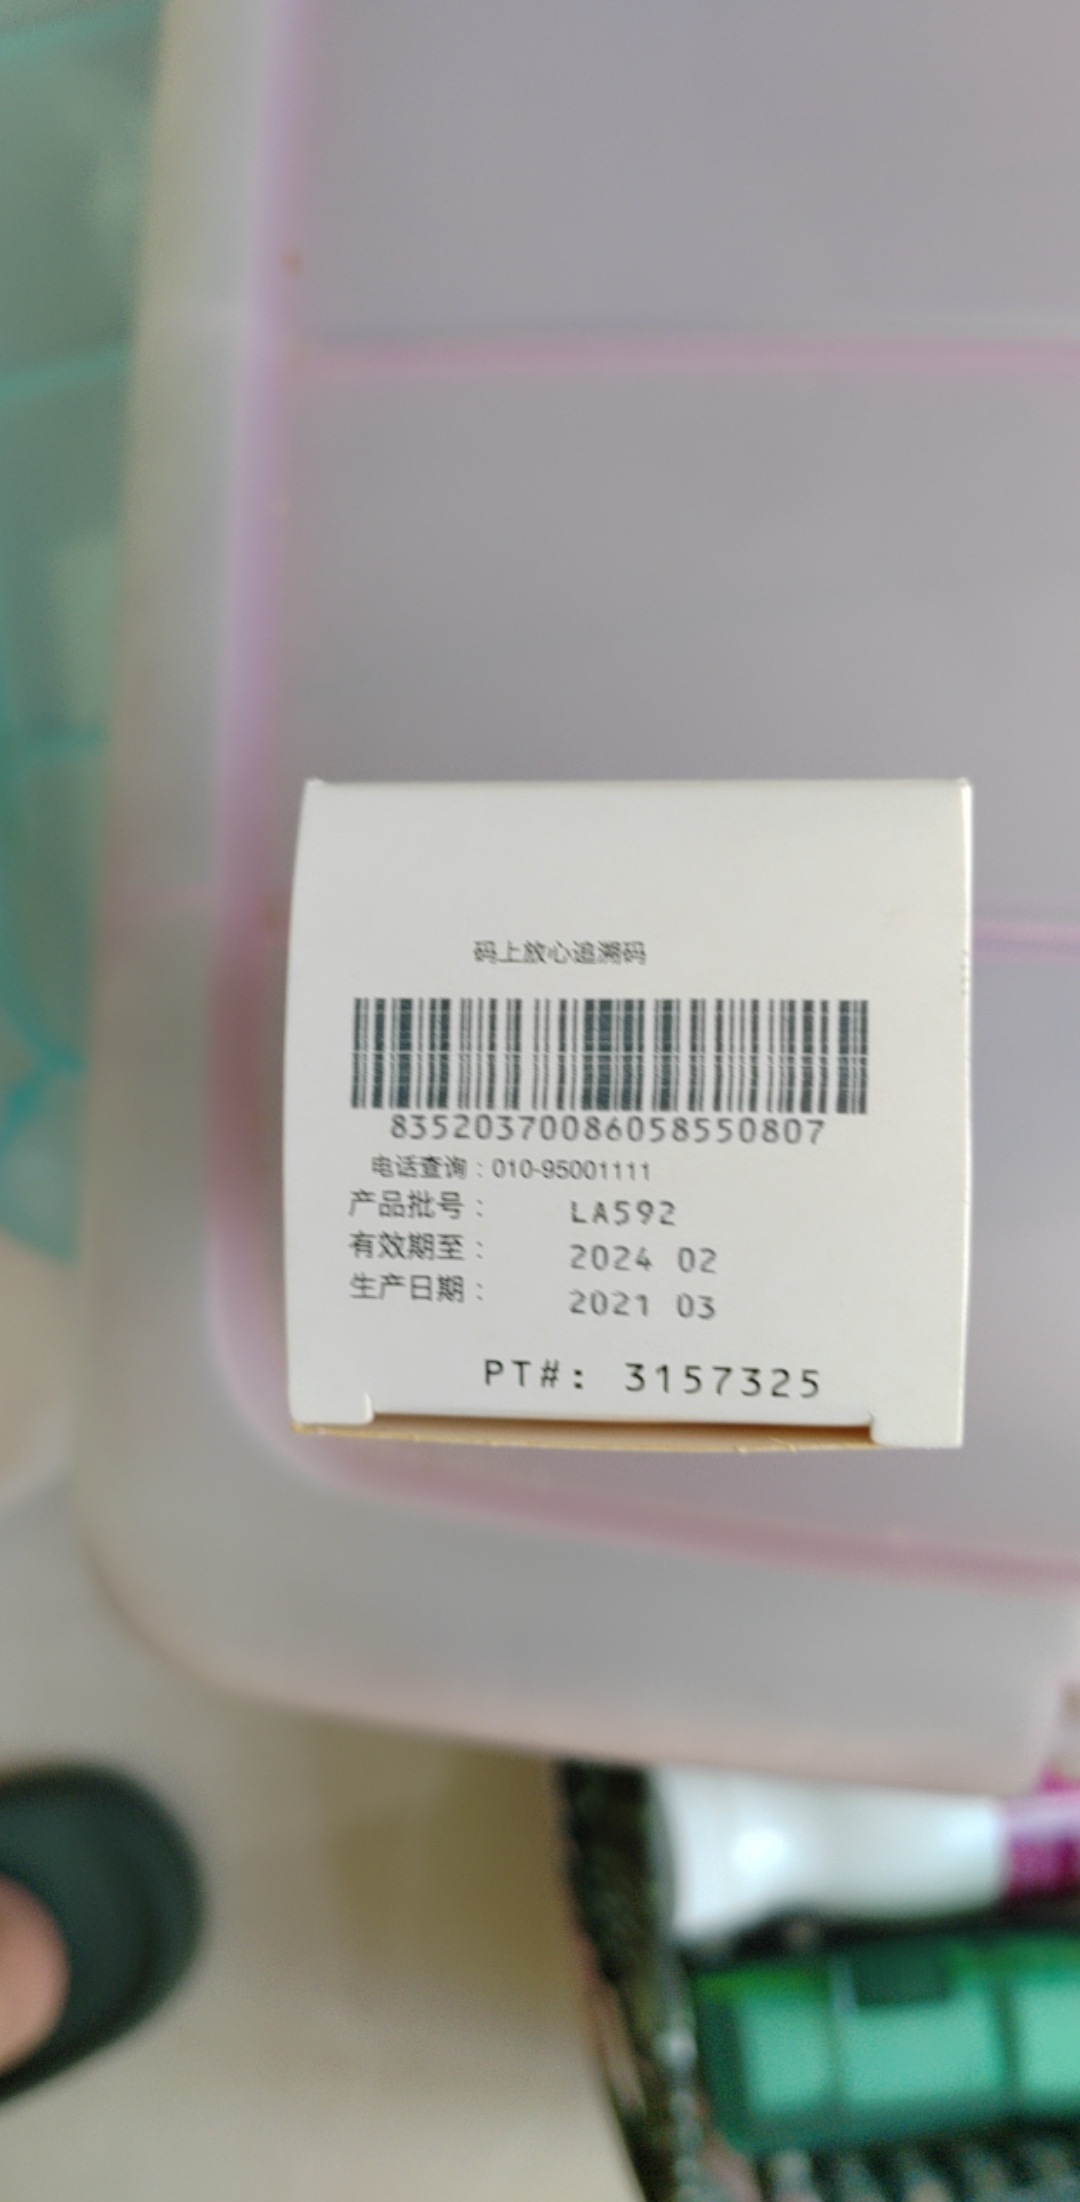 码上放心追溯码
83520370086058550807
电话查询：010-95001111
产品批号： LA592
有效期至： 2024 02
生产日期： 2021 03
PT#: 3157325